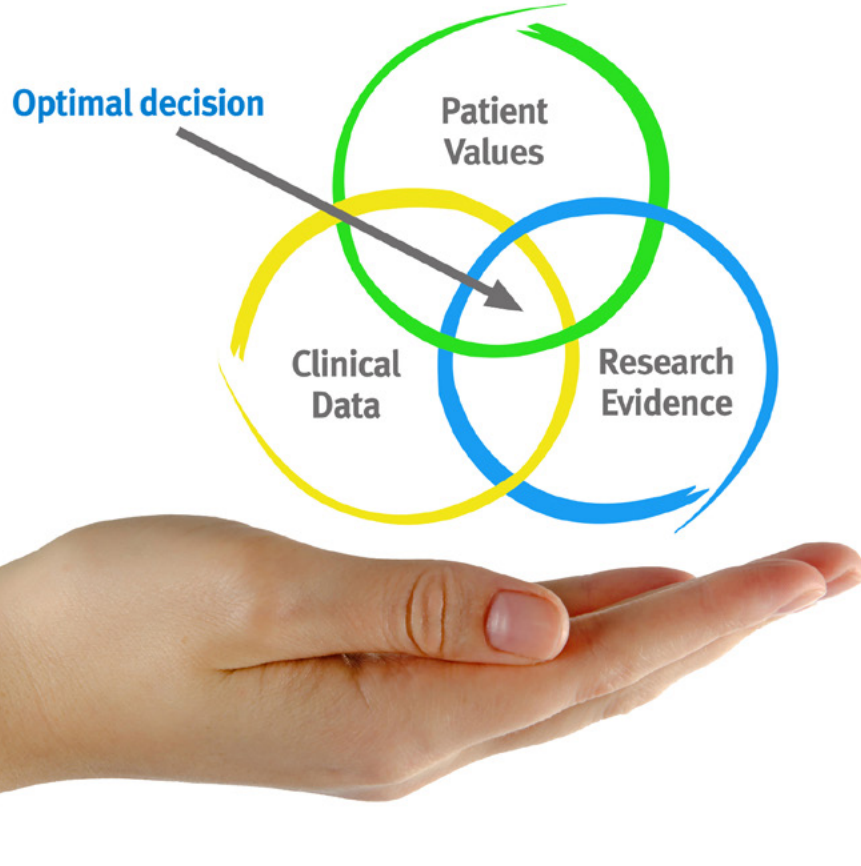 Optimal decision
Patient
Values
Clinical
Data
Research
Evidence